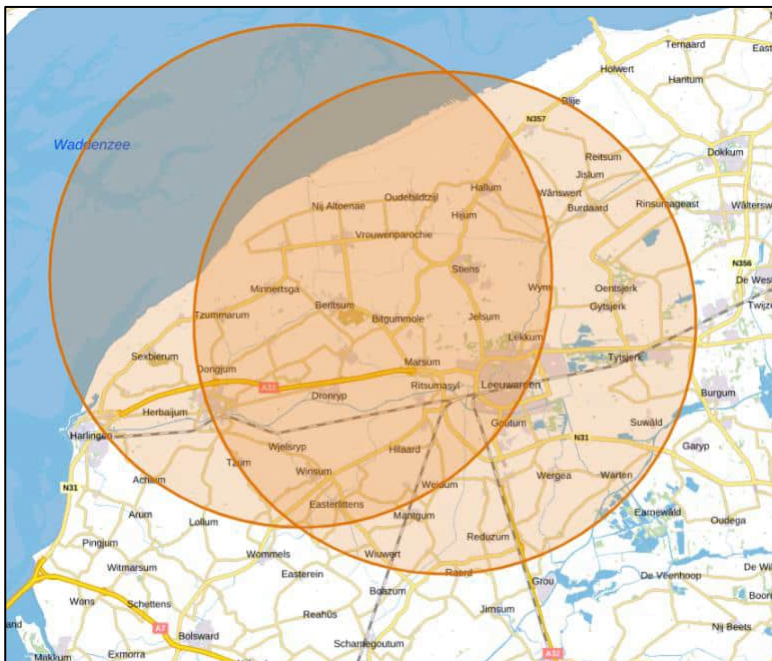 Ternaard
East
Holwert
Hantum
Blije
N357
Waddenzee
Dokkum
Reitsum
Jislum
Hallum
Wânswert
Oudebildtzijl
Nij Altoenae
Hijum
Burdaard
Rinsumageast
Wâltersw
Vrouwenparochie
N356
Stiens
De West
Minnertsga
Wyns
Oentsjerk
Gytsjerk
Twijze
Berltsum
Tzummarum
Bitgummole
Jelsum
Lekkum
Sexbierum
Marsum
Tytsjerk
Dongjum
A31
Ritsumasyl
Leeuwarden
Dronryp
Burgum
Herbaijum
Goutum
Suwâld
Harlingen
N31
Garyp
Wjelsryp
Hilaard
Tzum
Winsum
Wergea
Warten
Achlum
Weidum
N31
Easterlittens
Earnewâld
Arum
Lollum
Mantgum
Oudega
Reduzum
Pingjum
Wommels
Wiuwert
Witmarsum
Easterein
Raerd
De Veenhoop
De Wi
Grou
Boazum
Wons
Schettens
Boorn
Reahûs
Jirnsum
A7
Bolsward
Nij Beets
Scharnegoutum
Makkum
Exmorra
A32